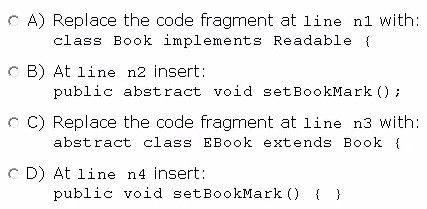 A) Replace the code fragment at line n1 with:
class Book implements Readable {
B) At line n2 insert:
public abstract void setBookMark();
C) Replace the code fragment at line n3 with:
abstract class EBook extends Book {
D) At line n4 insert:
public void setBookMark() { }